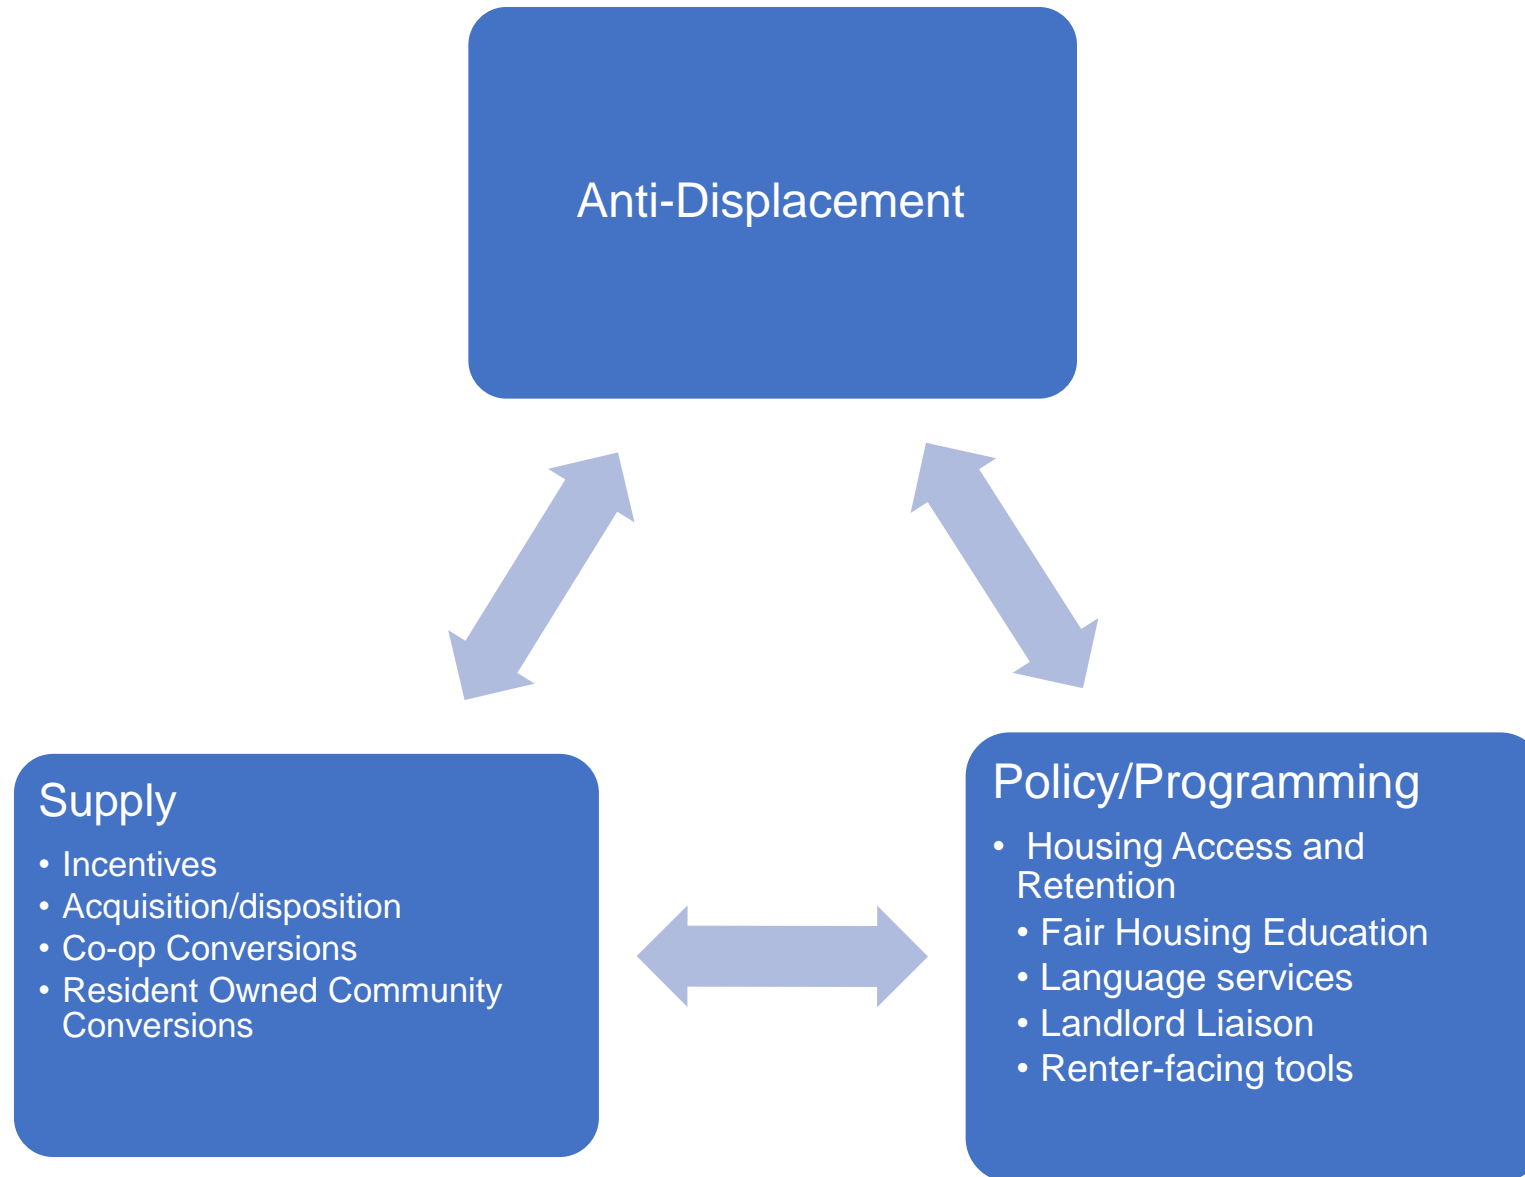 Anti-Displacement
Supply
• Incentives
• Acquisition/disposition
• Co-op Conversions
• Resident Owned Community
Conversions
Policy/Programming
• Housing Access and
Retention
• Fair Housing Education
• Language services
• Landlord Liaison
• Renter-facing tools